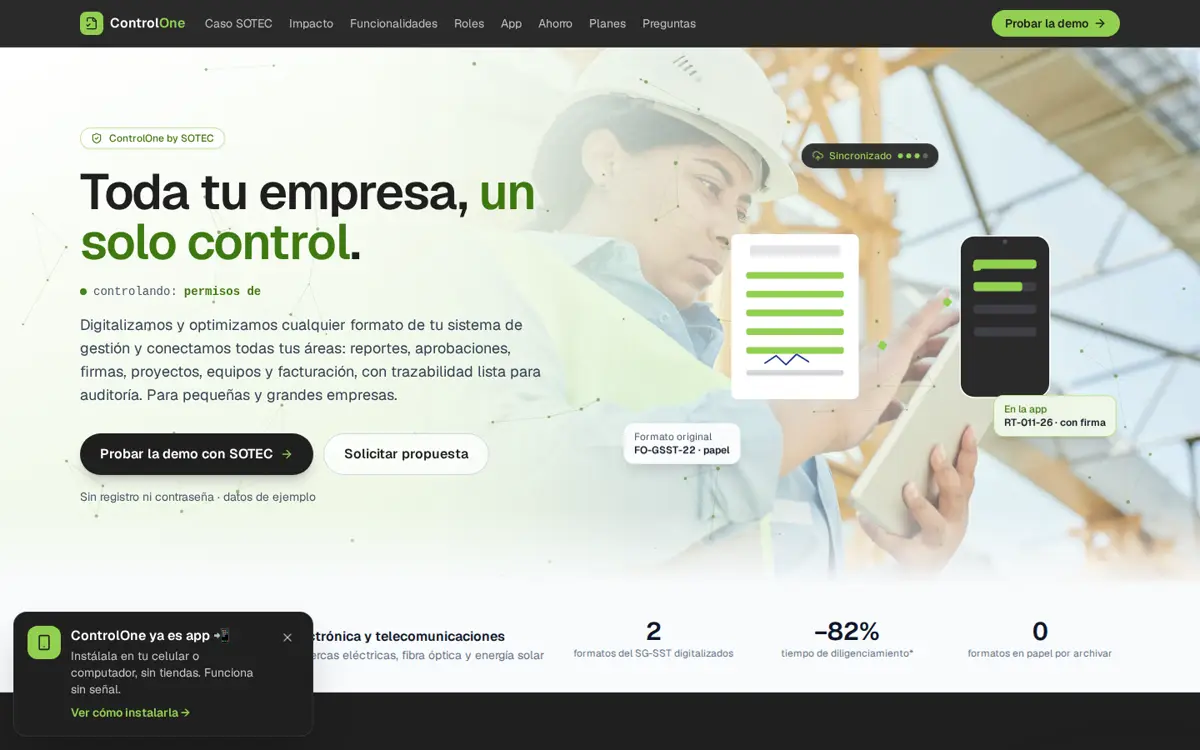 ControlOne
Caso SOTEC
Impacto
Funcionalidades
Roles
App
Ahorro
Planes
Preguntas
Probar la demo →
ControlOne by SOTEC
Toda tu empresa, un
solo control.
controlando: permisos de
Digitalizamos y optimizamos cualquier formato de tu sistema de
gestión y conectamos todas tus áreas: reportes, aprobaciones,
firmas, proyectos, equipos y facturación, con trazabilidad lista para
auditoría. Para pequeñas y grandes empresas.
Probar la demo con SOTEC →
Solicitar propuesta
Sin registro ni contraseña · datos de ejemplo
Sincronizado
Formato original
FO-GSST-22 · papel
En la app
RT-011-26 · con firma
ctrónica y telecomunicaciones
ercas eléctricas, fibra óptica y energía solar
2
formatos del SG-SST digitalizados
−82%
tiempo de diligenciamiento*
0
formatos en papel por archivar
ControlOne ya es app 📲
Instálala en tu celular o
computador, sin tiendas. Funciona
sin señal.
Ver cómo instalarla →